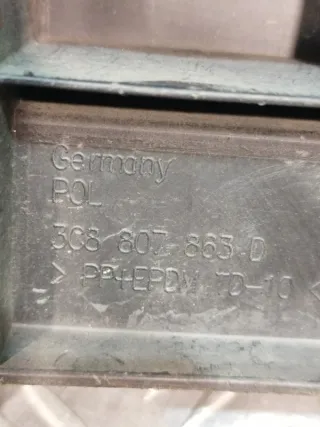 Germany
POL
3C8 807 863 D
> PP+EPDM TD-10 <